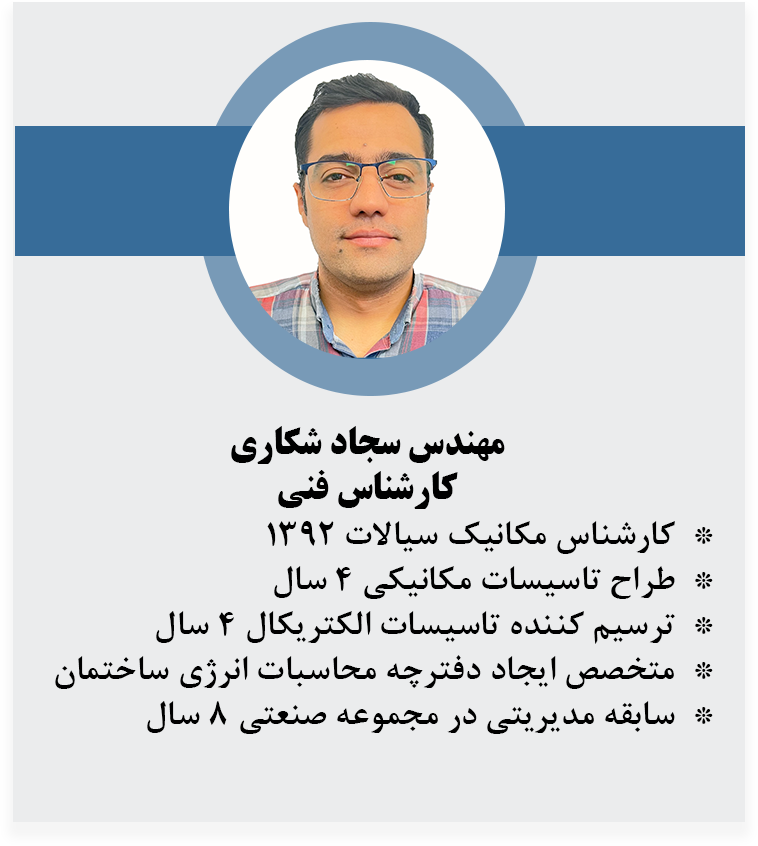 مهندس سجاد شکاری
کارشناس فنی
❊ کارشناس مکانیک سیالات ۱۳۹۲
❊ طراح تاسیسات مکانیکی ۴ سال
❊ ترسیم کننده تاسیسات الکتریکال ۴ سال
❊ متخصص ایجاد دفترچه محاسبات انرژی ساختمان
❊ سابقه مدیریتی در مجموعه صنعتی ۸ سال